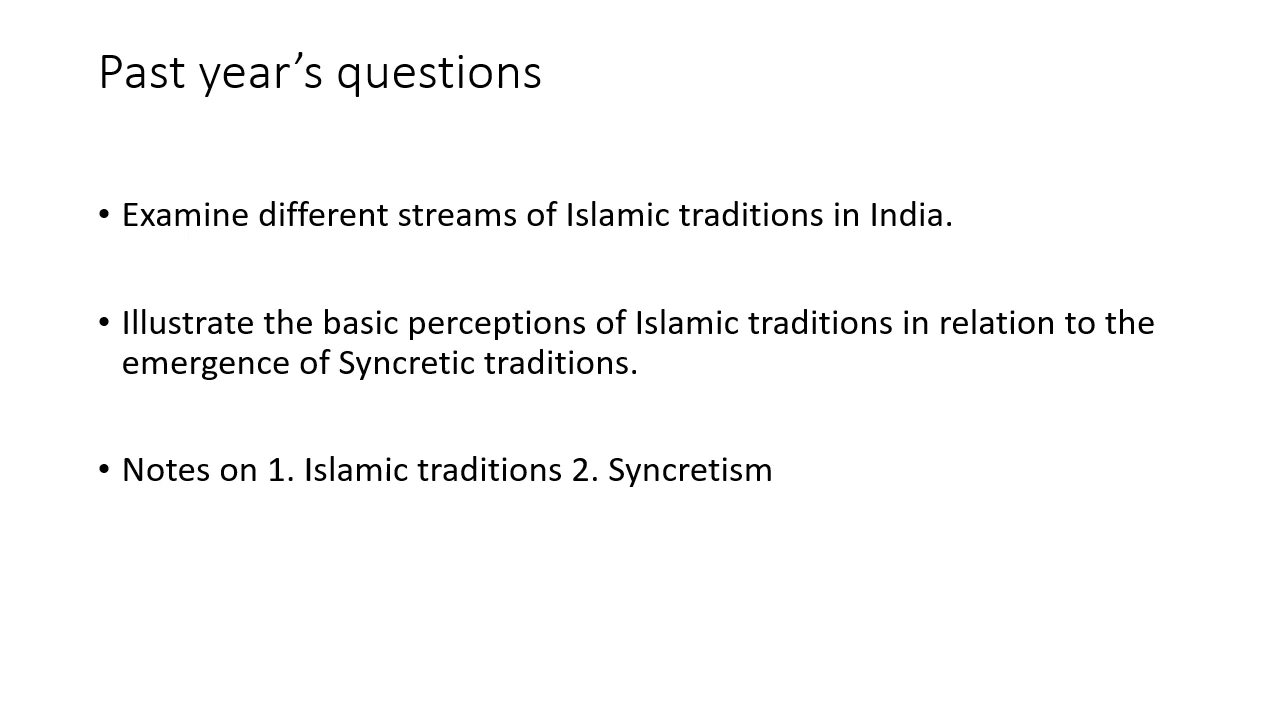 Past year’s questions
• Examine different streams of Islamic traditions in India.
• Illustrate the basic perceptions of Islamic traditions in relation to the
emergence of Syncretic traditions.
• Notes on 1. Islamic traditions 2. Syncretism